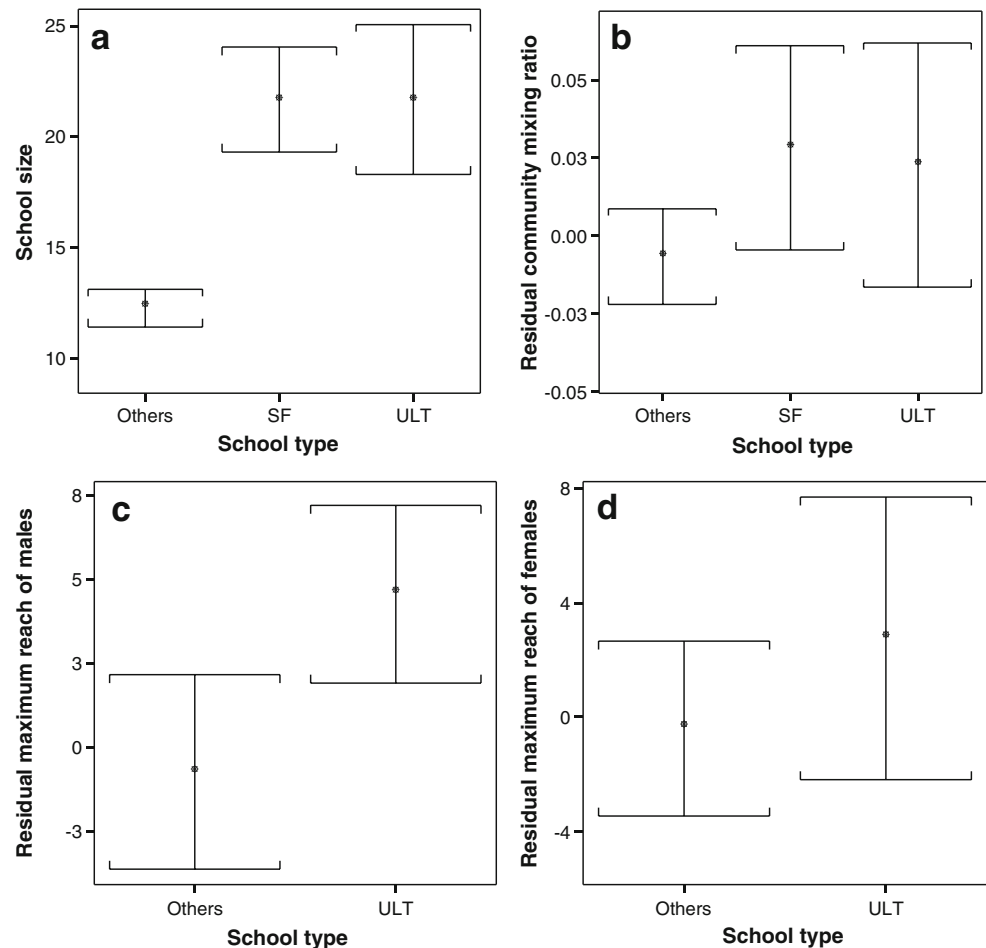 a
School size
25
20
15
10
Others SF ULT
School type
b
Residual community mixing ratio
0.05
0.03
0.00
-0.03
-0.05
Others SF ULT
School type
c
Residual maximum reach of males
8
5
3
0
-3
Others ULT
School type
d
Residual maximum reach of females
8
4
0
-4
Others ULT
School type